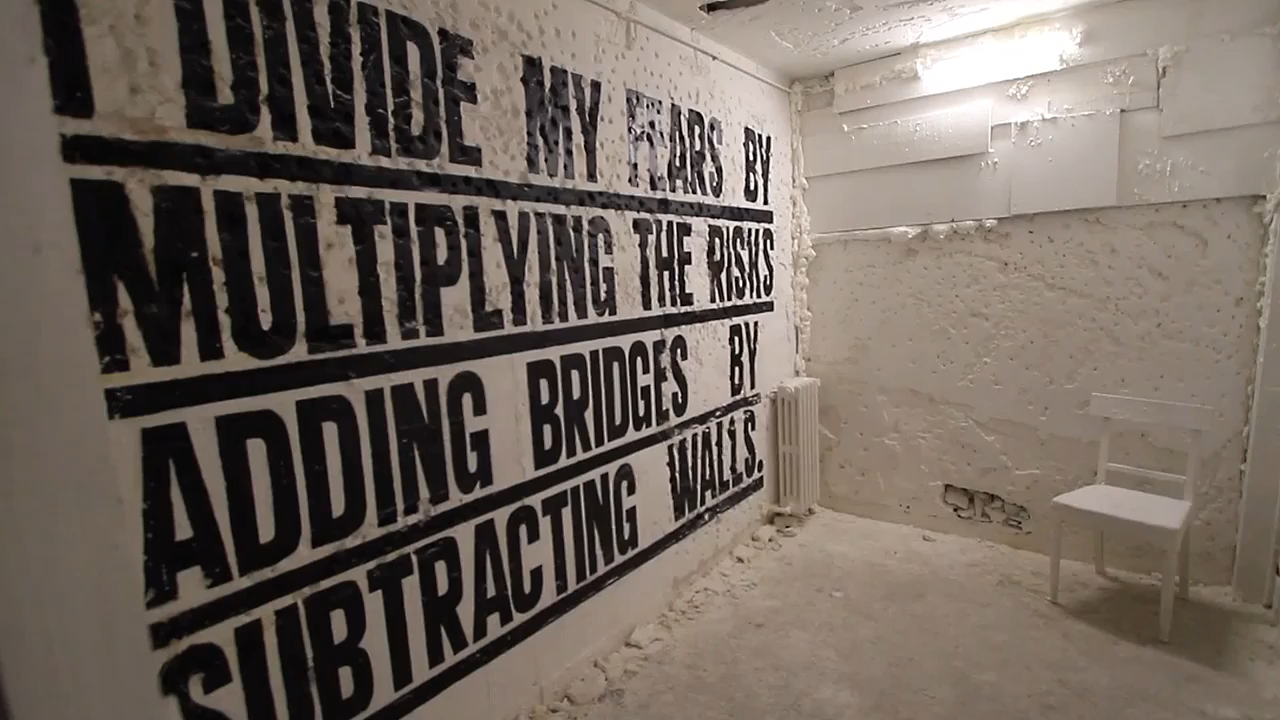 I DIVIDE MY FEARS BY
MULTIPLYING THE RISKS
ADDING BRIDGES BY
SUBTRACTING WALLS.